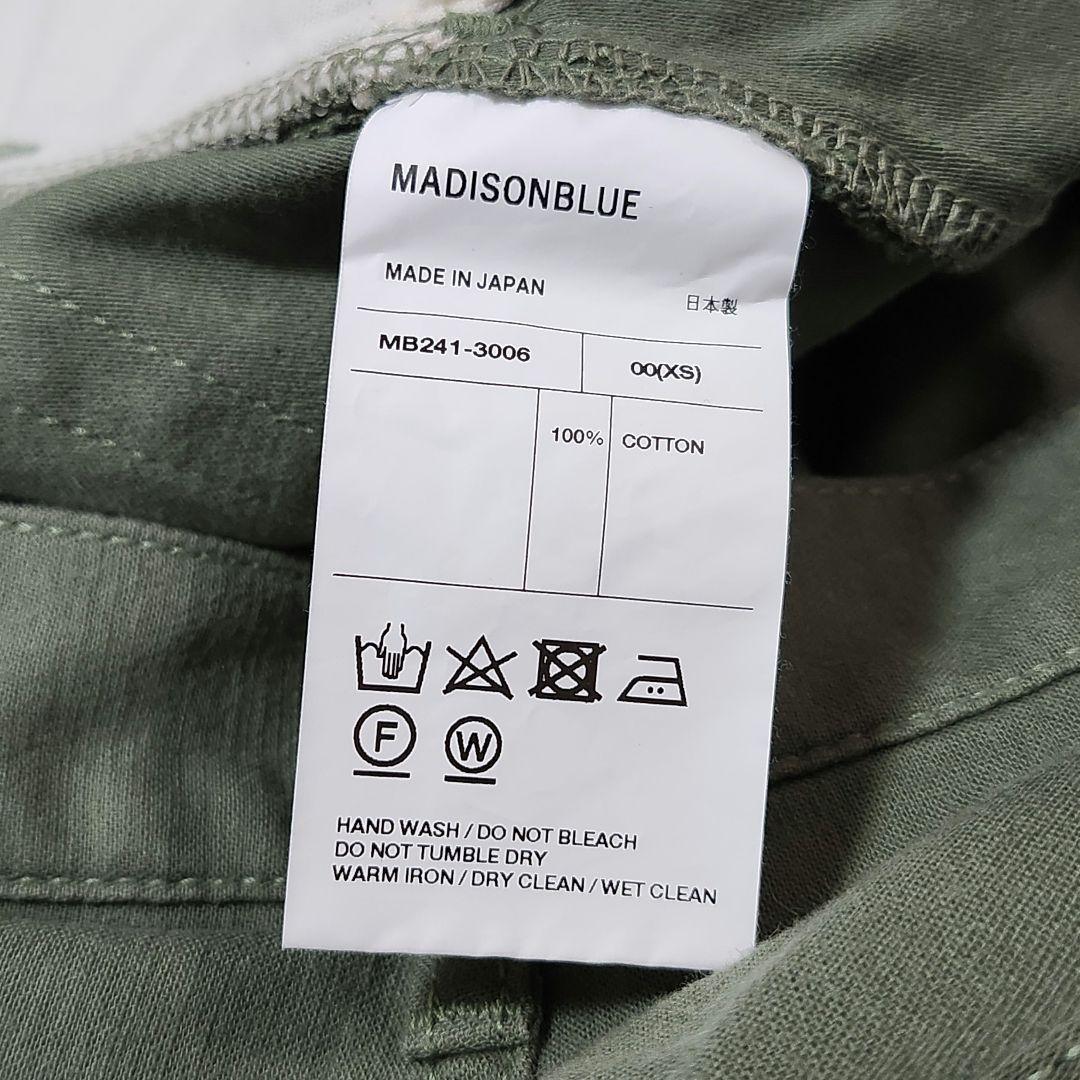 MADISONBLUE
MADE IN JAPAN
日本製
MB241-3006
00(XS)
100% COTTON
F W
HAND WASH / DO NOT BLEACH
DO NOT TUMBLE DRY
WARM IRON / DRY CLEAN / WET CLEAN